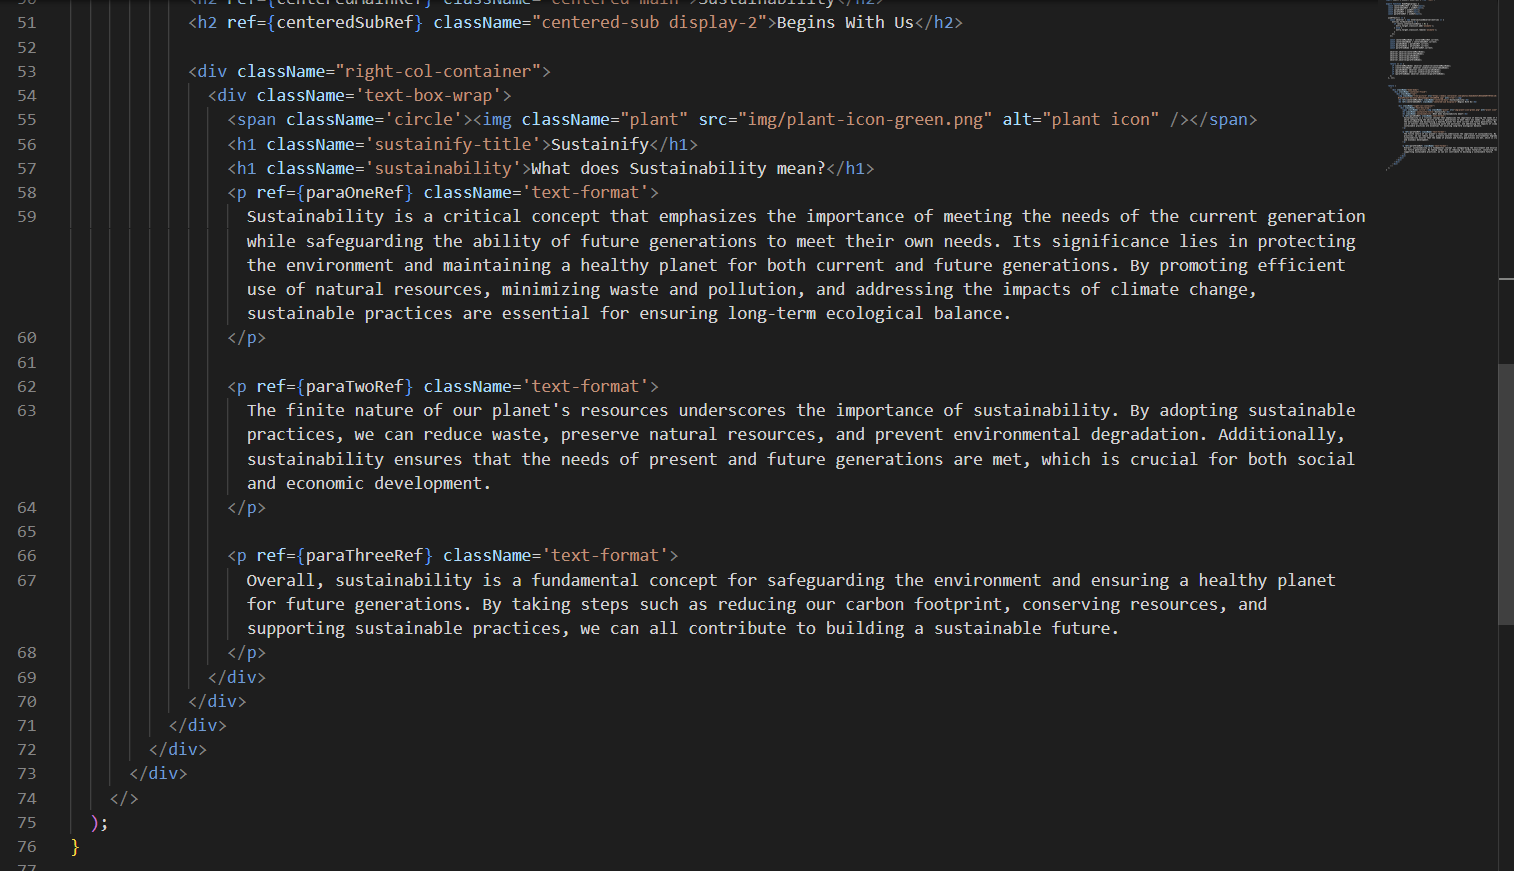 50 <h2 ref={centeredMainRef} className="centered-main">Sustainability</h2>
51 <h2 ref={centeredSubRef} className="centered-sub display-2">Begins With Us</h2>
52
53 <div className="right-col-container">
54 <div className='text-box-wrap'>
55 <span className='circle'><img className="plant" src="img/plant-icon-green.png" alt="plant icon" /></span>
56 <h1 className='sustainify-title'>Sustainify</h1>
57 <h1 className='sustainability'>What does Sustainability mean?</h1>
58 <p ref={paraOneRef} className='text-format'>
59 Sustainability is a critical concept that emphasizes the importance of meeting the needs of the current generation
while safeguarding the ability of future generations to meet their own needs. Its significance lies in protecting
the environment and maintaining a healthy planet for both current and future generations. By promoting efficient
use of natural resources, minimizing waste and pollution, and addressing the impacts of climate change,
sustainable practices are essential for ensuring long-term ecological balance.
60 </p>
61
62 <p ref={paraTwoRef} className='text-format'>
63 The finite nature of our planet's resources underscores the importance of sustainability. By adopting sustainable
practices, we can reduce waste, preserve natural resources, and prevent environmental degradation. Additionally,
sustainability ensures that the needs of present and future generations are met, which is crucial for both social
and economic development.
64 </p>
65
66 <p ref={paraThreeRef} className='text-format'>
67 Overall, sustainability is a fundamental concept for safeguarding the environment and ensuring a healthy planet
for future generations. By taking steps such as reducing our carbon footprint, conserving resources, and
supporting sustainable practices, we can all contribute to building a sustainable future.
68 </p>
69 </div>
70 </div>
71 </div>
72 </div>
73 </div>
74 </>
75 );
76 }
77